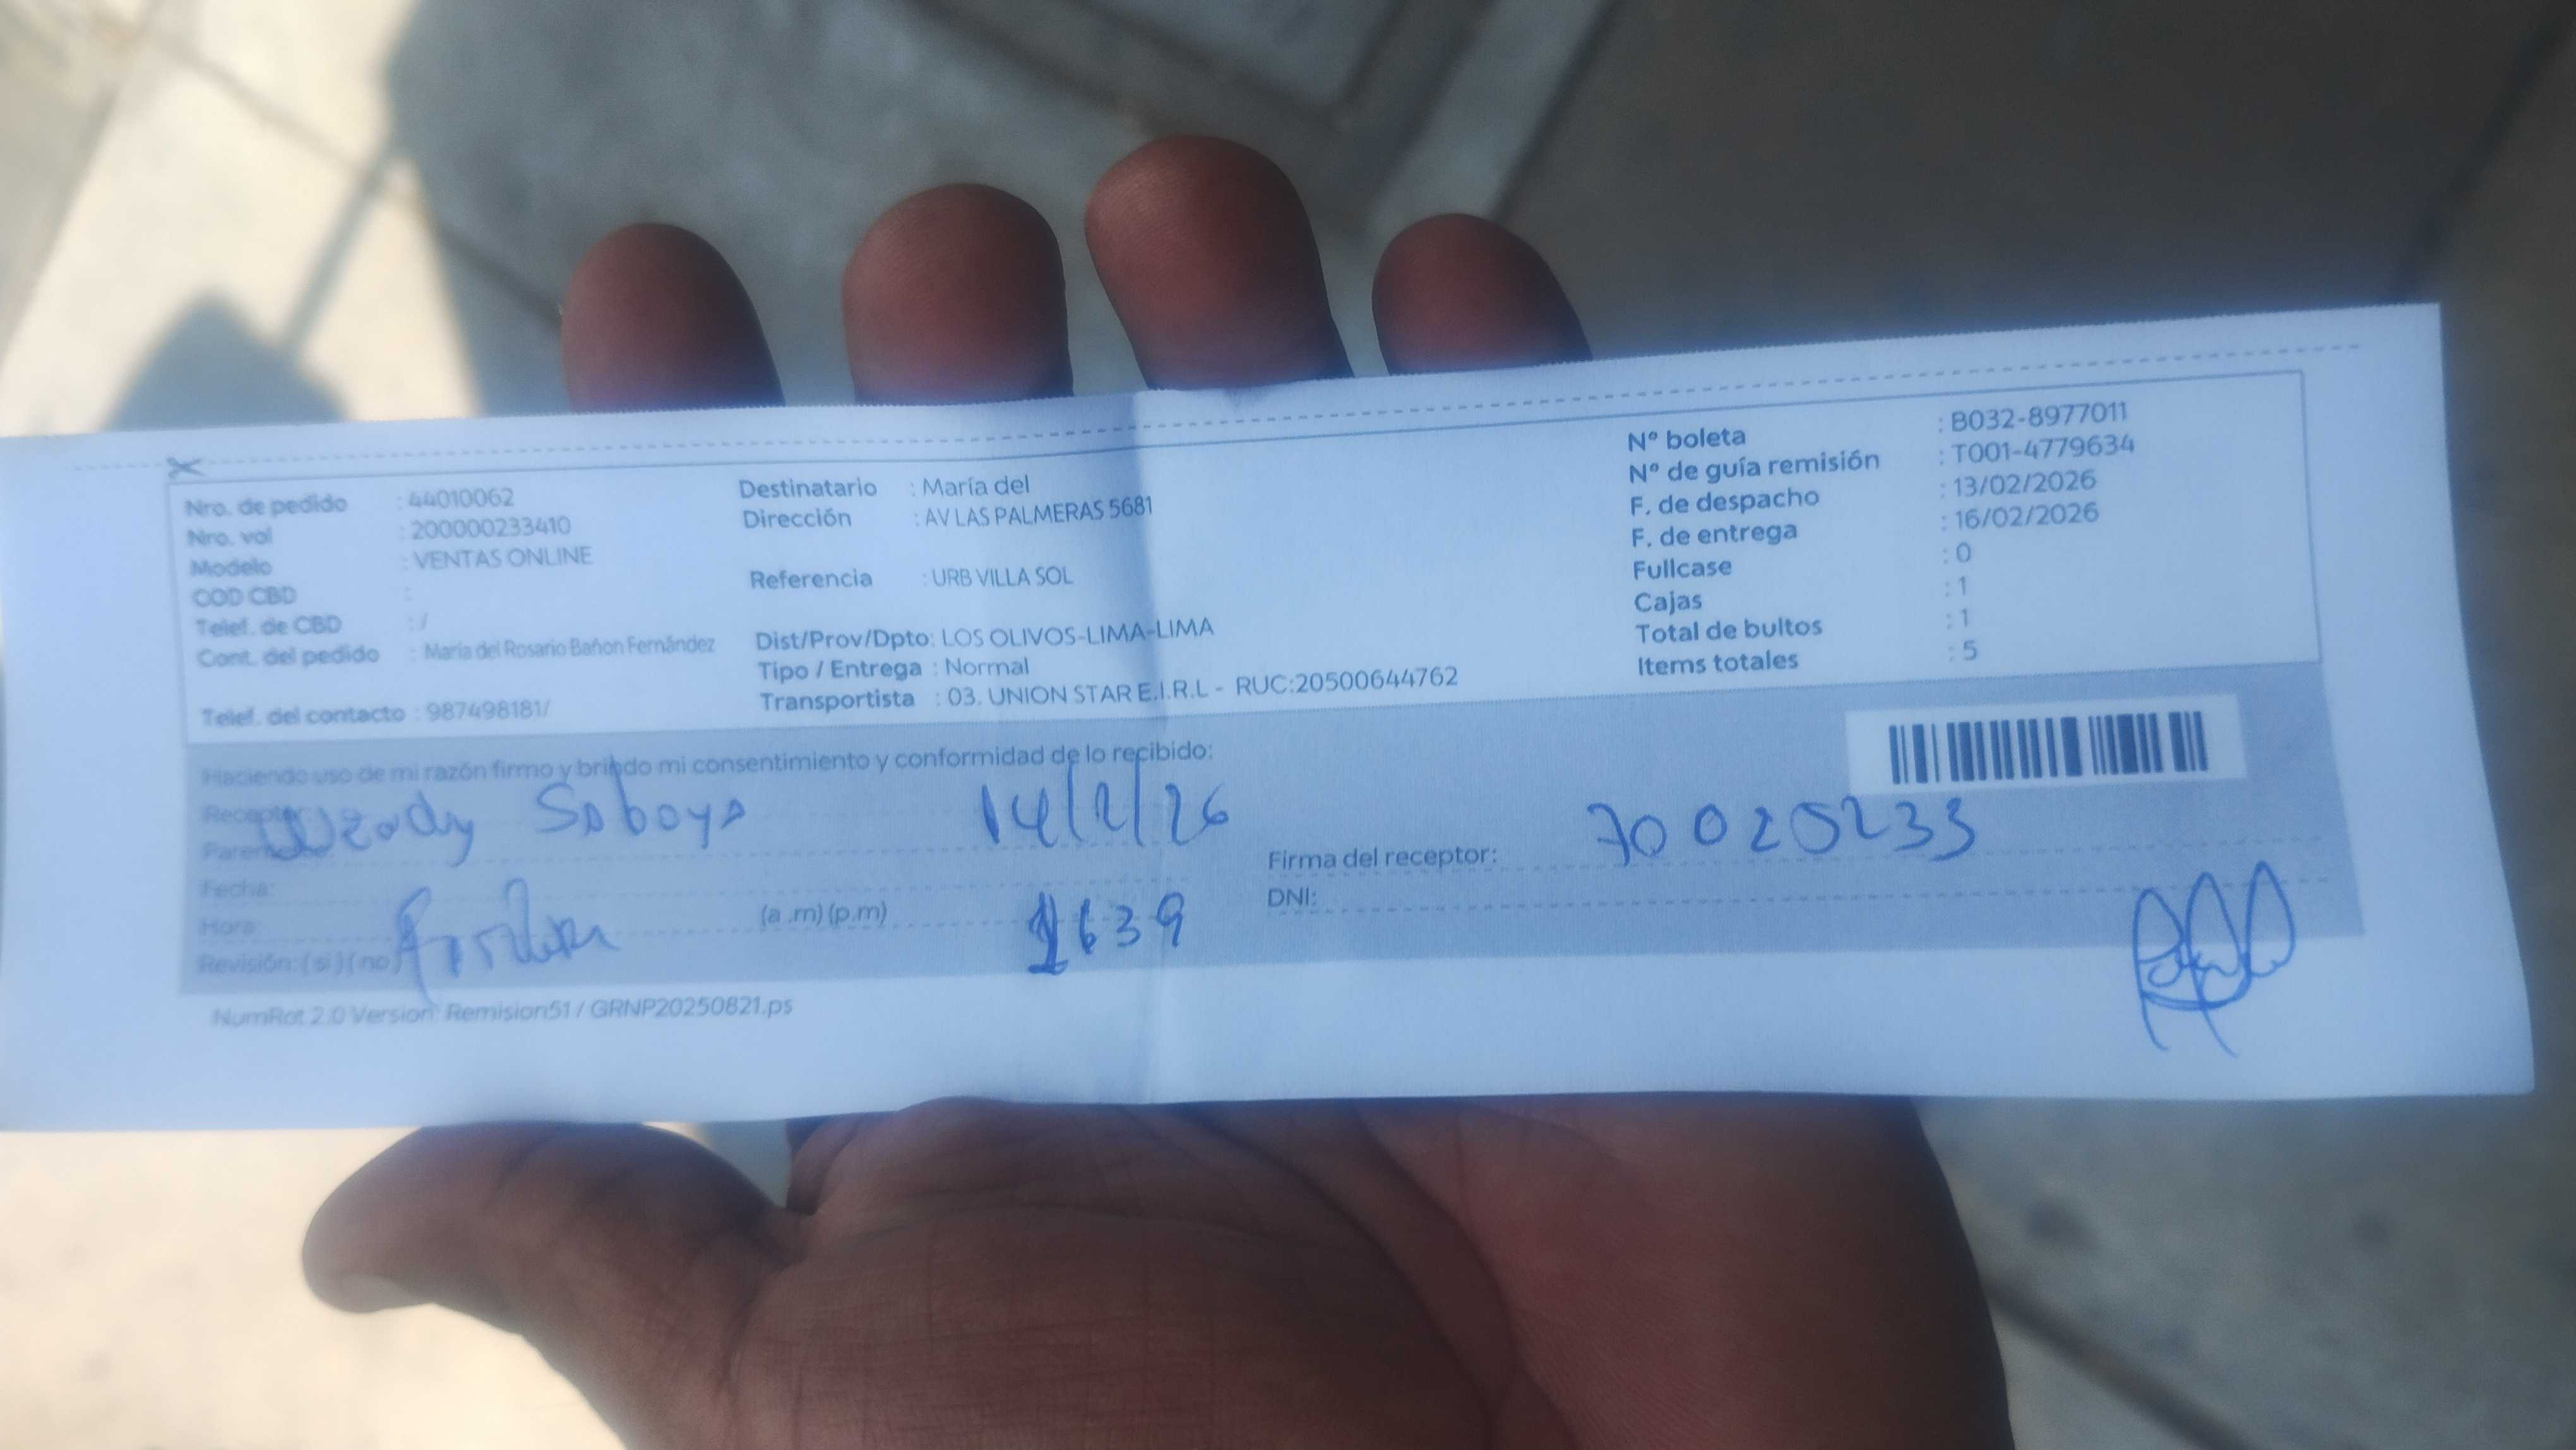 Nro. de pedido : 44010062
Nro. vol : 200000233410
Modelo : VENTAS ONLINE
COD CBD :
Telef. de CBD : /
Cont. del pedido : María del Rosario Bañon Fernández
Telef. del contacto : 987498181/
Destinatario : María del
Dirección : AV LAS PALMERAS 5681
Referencia : URB VILLA SOL
Dist/Prov/Dpto: LOS OLIVOS-LIMA-LIMA
Tipo / Entrega : Normal
Transportista : 03. UNION STAR E.I.R.L - RUC:20500644762
Nº boleta : B032-8977011
Nº de guía remisión : T001-4779634
F. de despacho : 13/02/2026
F. de entrega : 16/02/2026
Fullcase : 0
Cajas : 1
Total de bultos : 1
Items totales : 5
Haciendo uso de mi razón firmo y brindo mi consentimiento y conformidad de lo recibido:
Receptor: Saboya 14/2/26
Fecha:
Hora: (a .m) (p.m) 1639
Revisión: ( si ) ( no )
Firma del receptor: 70025233
DNI:
NumRot 2.0 Version: Remision51 / GRNP20250821.ps